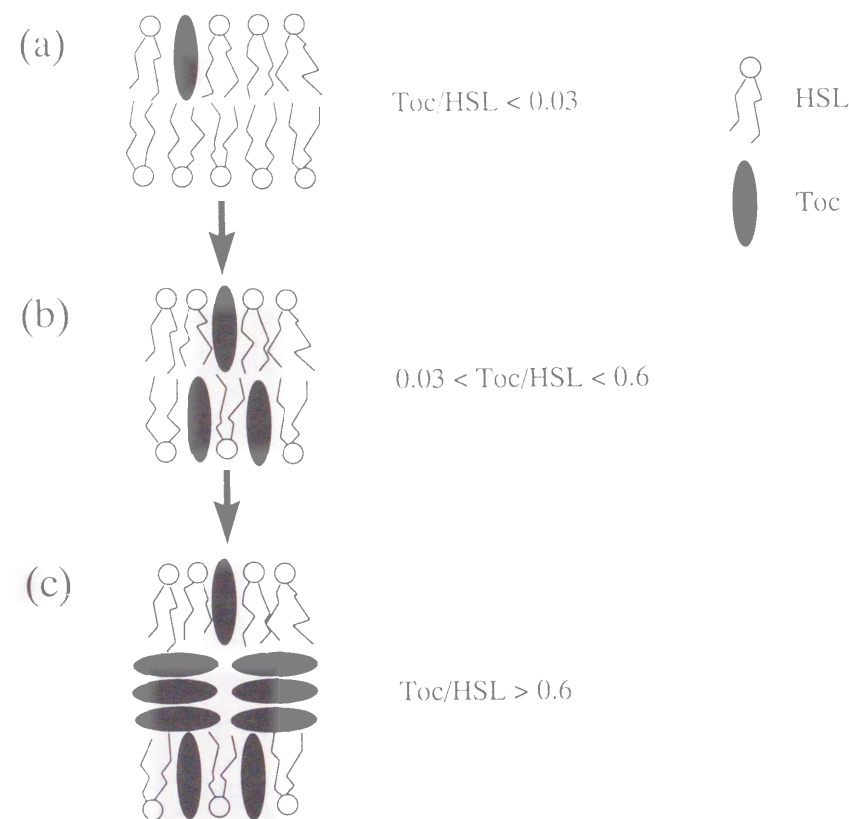 (a)
Toc/HSL < 0.03
HSL
Toc
(b)
0.03 < Toc/HSL < 0.6
(c)
Toc/HSL > 0.6